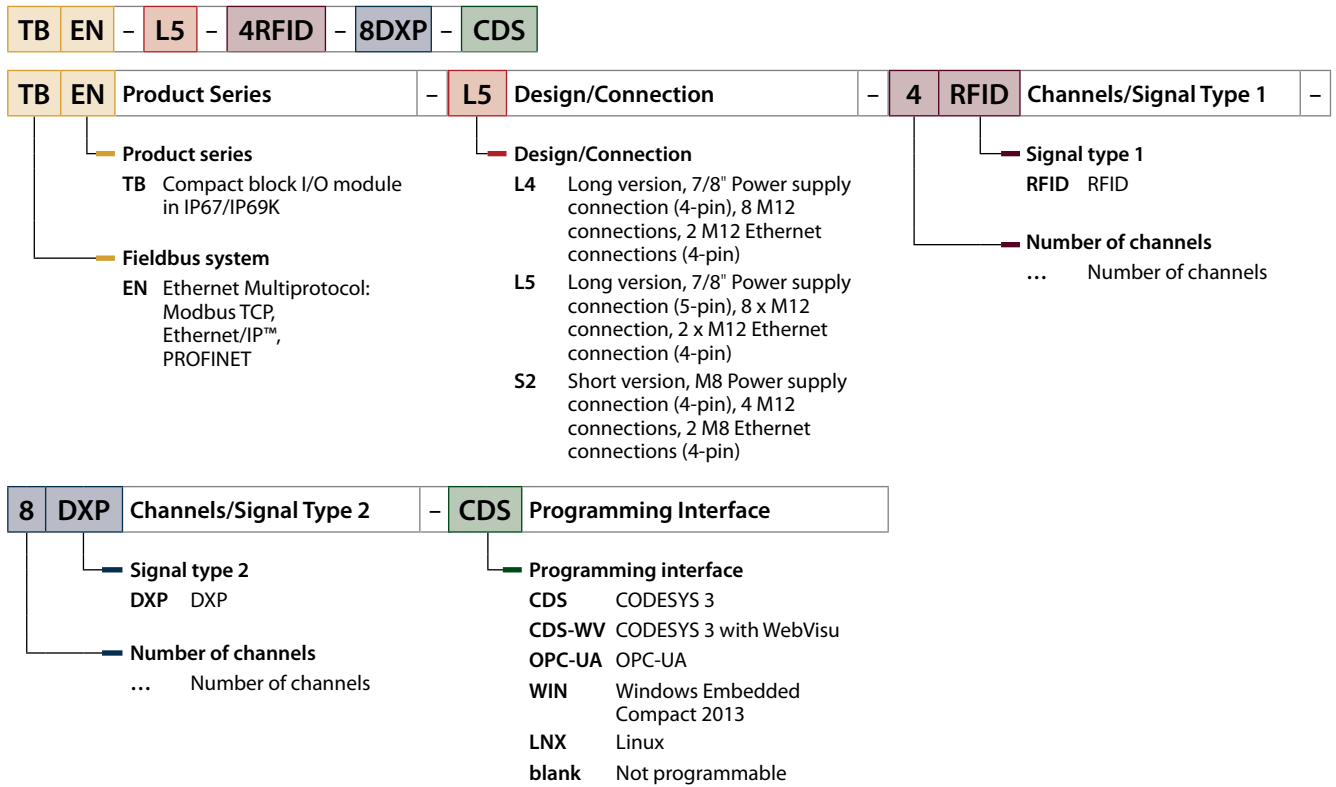 TB EN – L5 – 4RFID – 8DXP – CDS
TB EN Product Series – L5 Design/Connection – 4 RFID Channels/Signal Type 1 –
Product series
TB Compact block I/O module
in IP67/IP69K
Fieldbus system
EN Ethernet Multiprotocol:
Modbus TCP,
Ethernet/IP™,
PROFINET
Design/Connection
L4 Long version, 7/8" Power supply
connection (4-pin), 8 M12
connections, 2 M12 Ethernet
connections (4-pin)
L5 Long version, 7/8" Power supply
connection (5-pin), 8 x M12
connection, 2 x M12 Ethernet
connection (4-pin)
S2 Short version, M8 Power supply
connection (4-pin), 4 M12
connections, 2 M8 Ethernet
connections (4-pin)
Signal type 1
RFID RFID
Number of channels
... Number of channels
8 DXP Channels/Signal Type 2 – CDS Programming Interface
Signal type 2
DXP DXP
Number of channels
... Number of channels
Programming interface
CDS CODESYS 3
CDS-WV CODESYS 3 with WebVisu
OPC-UA OPC-UA
WIN Windows Embedded
Compact 2013
LNX Linux
blank Not programmable